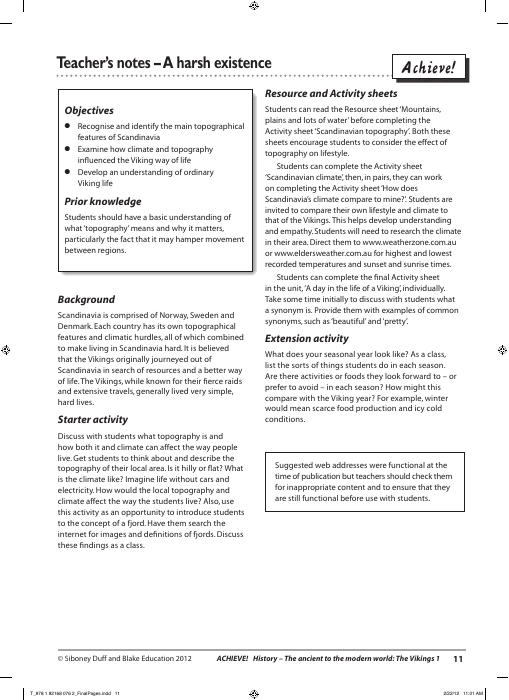 Teacher's notes – A harsh existence
Achieve!
Objectives
● Recognise and identify the main topographical
features of Scandinavia
● Examine how climate and topography
influenced the Viking way of life
● Develop an understanding of ordinary
Viking life
Prior knowledge
Students should have a basic understanding of
what 'topography' means and why it matters,
particularly the fact that it may hamper movement
between regions.
Background
Scandinavia is comprised of Norway, Sweden and
Denmark. Each country has its own topographical
features and climatic hurdles, all of which combined
to make living in Scandinavia hard. It is believed
that the Vikings originally journeyed out of
Scandinavia in search of resources and a better way
of life. The Vikings, while known for their fierce raids
and extensive travels, generally lived very simple,
hard lives.
Starter activity
Discuss with students what topography is and
how both it and climate can affect the way people
live. Get students to think about and describe the
topography of their local area. Is it hilly or flat? What
is the climate like? Imagine life without cars and
electricity. How would the local topography and
climate affect the way the students live? Also, use
this activity as an opportunity to introduce students
to the concept of a fjord. Have them search the
internet for images and definitions of fjords. Discuss
these findings as a class.
Resource and Activity sheets
Students can read the Resource sheet 'Mountains,
plains and lots of water' before completing the
Activity sheet 'Scandinavian topography'. Both these
sheets encourage students to consider the effect of
topography on lifestyle.
Students can complete the Activity sheet
'Scandinavian climate', then, in pairs, they can work
on completing the Activity sheet 'How does
Scandinavia's climate compare to mine?'. Students are
invited to compare their own lifestyle and climate to
that of the Vikings. This helps develop understanding
and empathy. Students will need to research the climate
in their area. Direct them to www.weatherzone.com.au
or www.eldersweather.com.au for highest and lowest
recorded temperatures and sunset and sunrise times.
Students can complete the final Activity sheet
in the unit, 'A day in the life of a Viking', individually.
Take some time initially to discuss with students what
a synonym is. Provide them with examples of common
synonyms, such as 'beautiful' and 'pretty'.
Extension activity
What does your seasonal year look like? As a class,
list the sorts of things students do in each season.
Are there activities or foods they look forward to – or
prefer to avoid – in each season? How might this
compare with the Viking year? For example, winter
would mean scarce food production and icy cold
conditions.
Suggested web addresses were functional at the
time of publication but teachers should check them
for inappropriate content and to ensure that they
are still functional before use with students.
© Siboney Duff and Blake Education 2012 ACHIEVE! History – The ancient to the modern world: The Vikings 1 11
2/22/12 11:31 AM